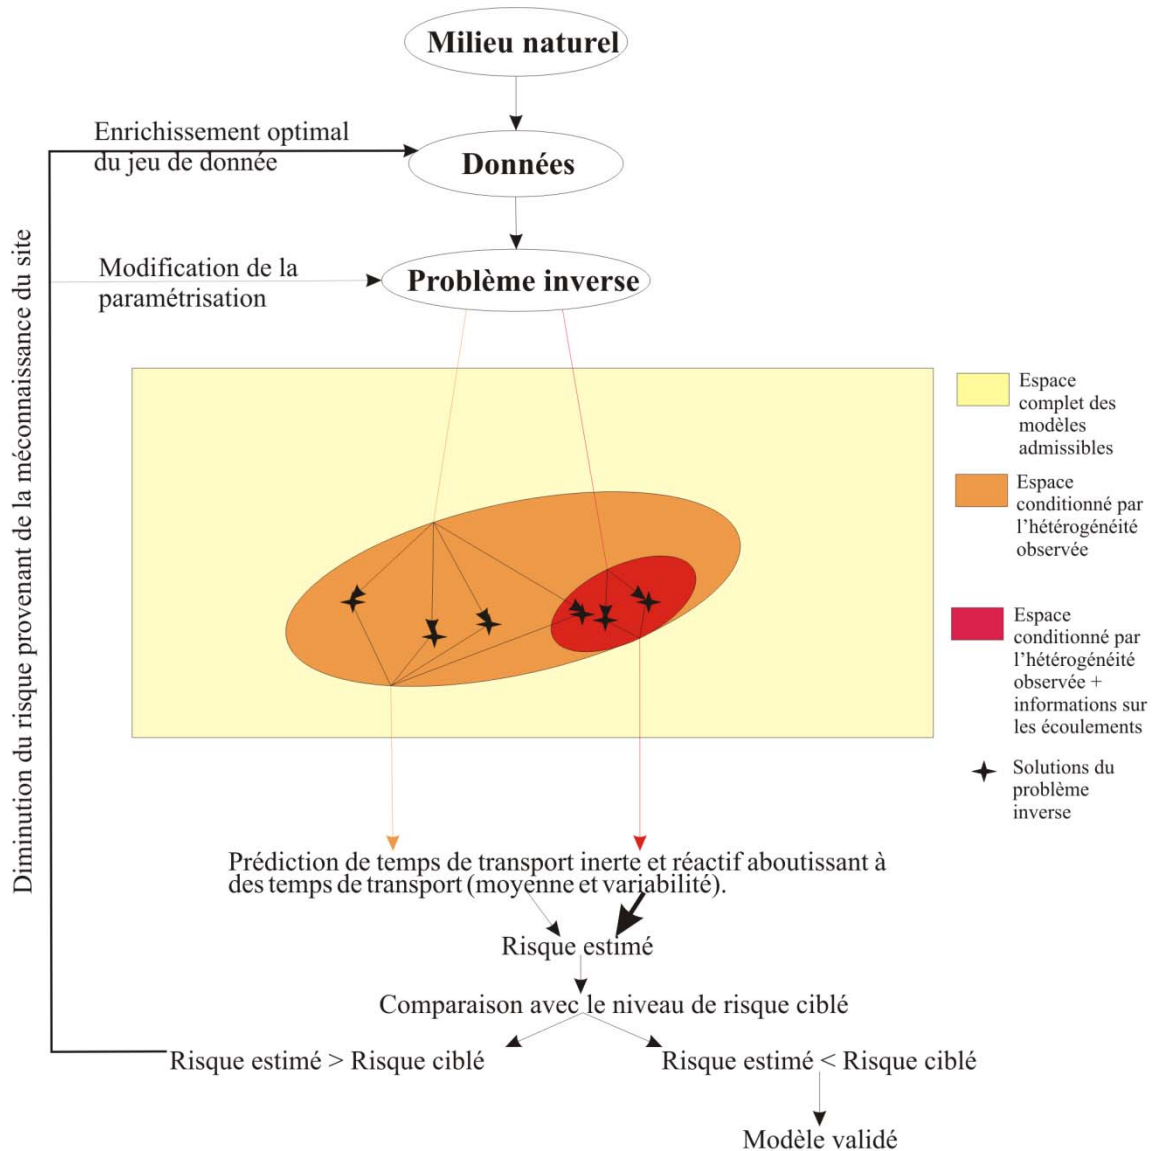 Milieu naturel
Enrichissement optimal
du jeu de donnée
Données
Modification de la
paramétrisation
Problème inverse
Diminution du risque provenant de la méconnaissance du site
Espace
complet des
modèles
admissibles
Espace
conditionné par
l'hétérogénéité
observée
Espace
conditionné par
l'hétérogénéité
observée +
informations sur
les écoulements
Solutions du
problème
inverse
Prédiction de temps de transport inerte et réactif aboutissant à
des temps de transport (moyenne et variabilité).
Risque estimé
Comparaison avec le niveau de risque ciblé
Risque estimé > Risque ciblé
Risque estimé < Risque ciblé
Modèle validé